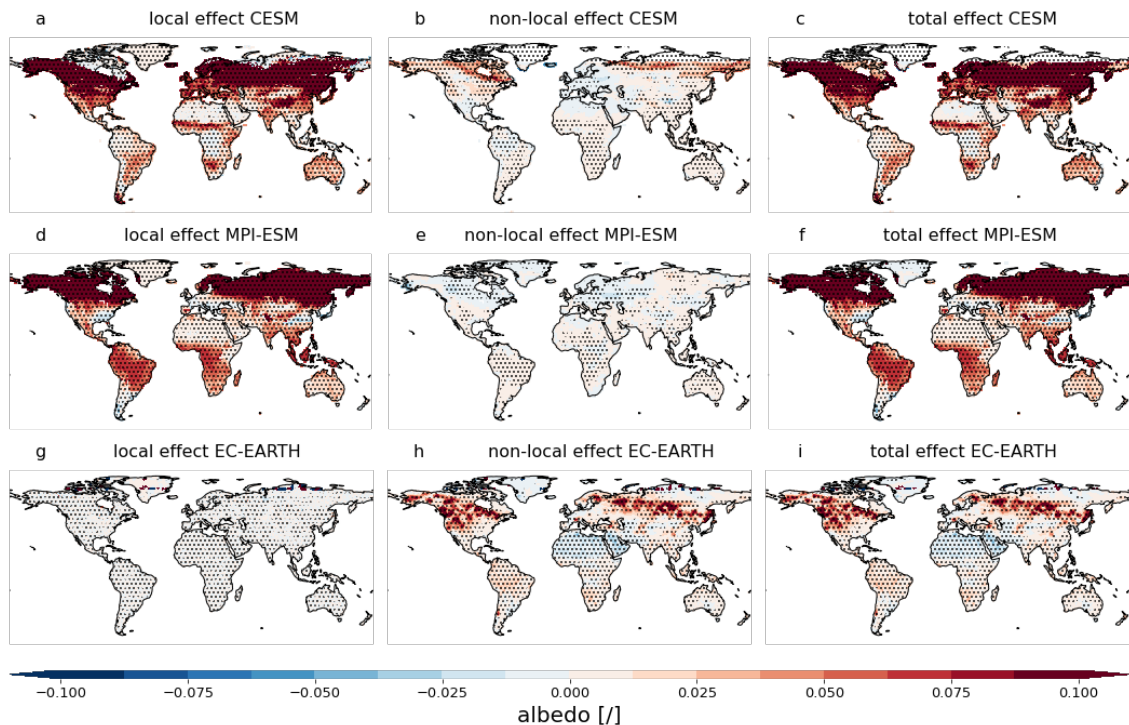 a local effect CESM b non-local effect CESM c total effect CESM
d local effect MPI-ESM e non-local effect MPI-ESM f total effect MPI-ESM
g local effect EC-EARTH h non-local effect EC-EARTH i total effect EC-EARTH
−0.100 −0.075 −0.050 −0.025 0.000 0.025 0.050 0.075 0.100
albedo [/]